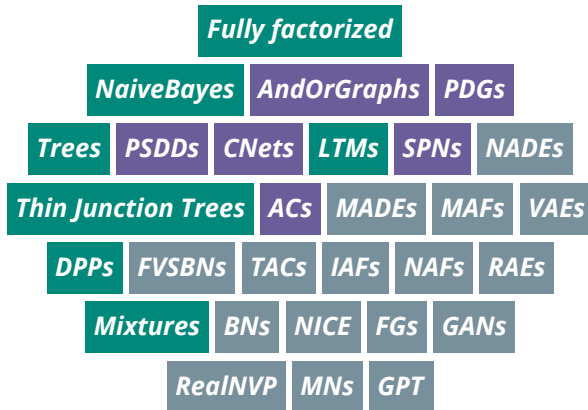 Fully factorized
NaiveBayes AndOrGraphs PDGs
Trees PSDDs CNets LTMs SPNs NADEs
Thin Junction Trees ACs MADEs MAFs VAEs
DPPs FVSBNs TACs IAFs NAFs RAEs
Mixtures BNs NICE FGs GANs
RealNVP MNs GPT